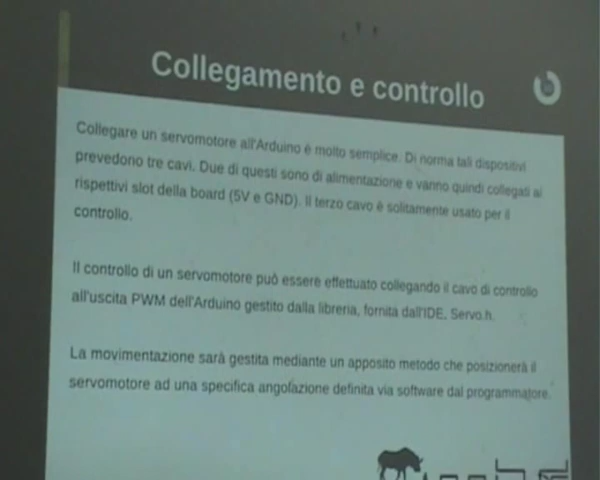 Collegamento e controllo
Collegare un servomotore all'Arduino è molto semplice. Di norma tali dispositivi
prevedono tre cavi. Due di questi sono di alimentazione e vanno quindi collegati ai
rispettivi slot della board (5V e GND). Il terzo cavo è solitamente usato per il
controllo.
Il controllo di un servomotore può essere effettuato collegando il cavo di controllo
all'uscita PWM dell'Arduino gestito dalla libreria, fornita dall'IDE, Servo.h.
La movimentazione sarà gestita mediante un apposito metodo che posizionerà il
servomotore ad una specifica angolazione definita via software dal programmatore.